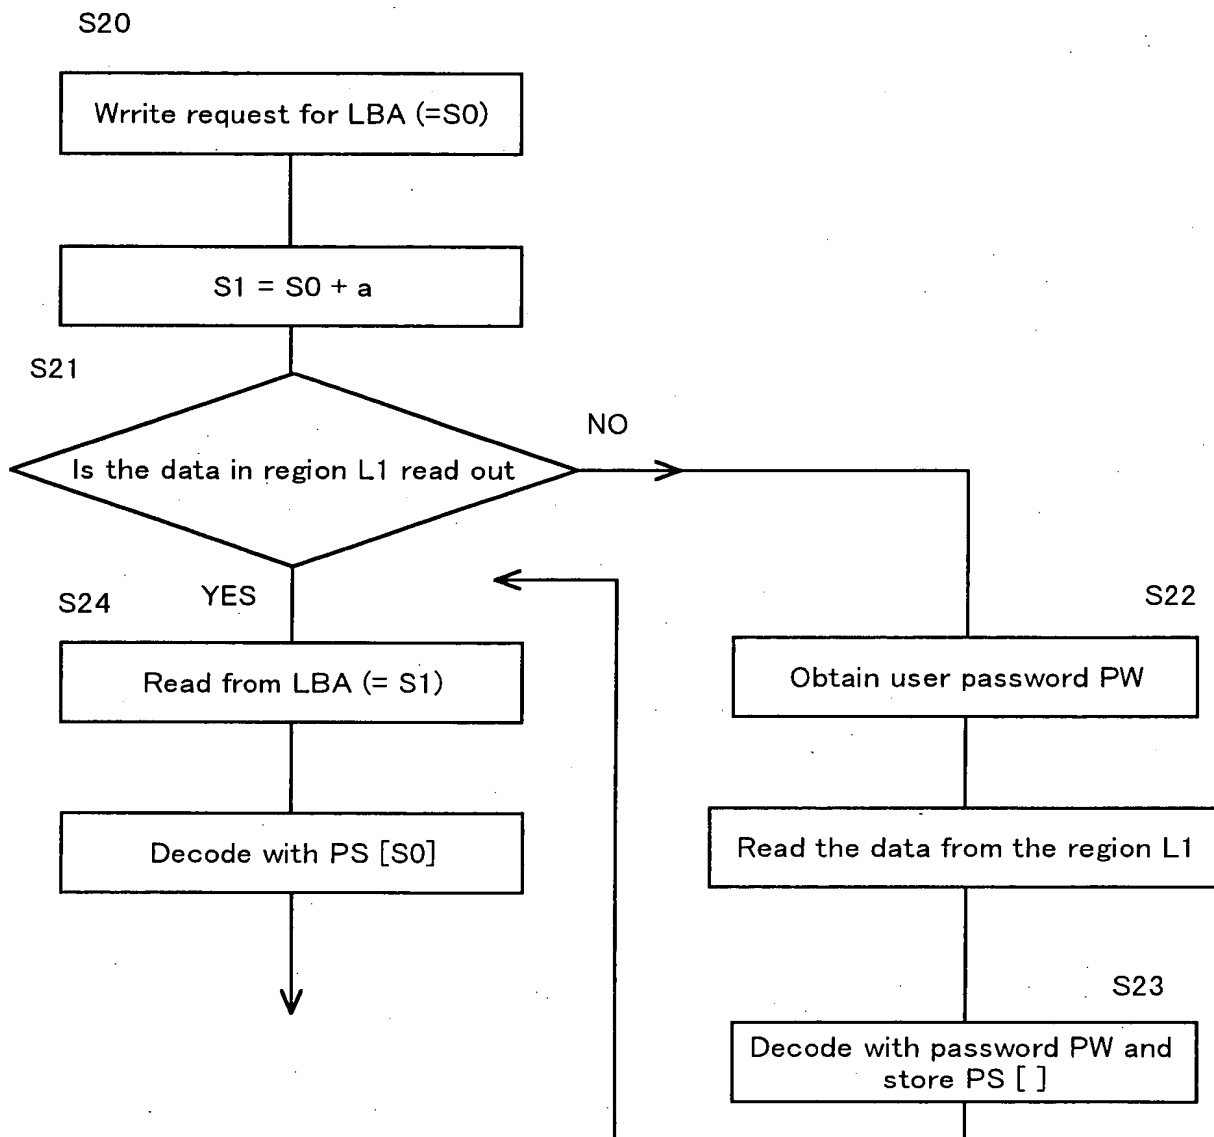 S20
Wrrite request for LBA (=S0)
S1 = S0 + a
S21
Is the data in region L1 read out
NO
YES
S24
Read from LBA (= S1)
Decode with PS [S0]
S22
Obtain user password PW
Read the data from the region L1
S23
Decode with password PW and
store PS [ ]